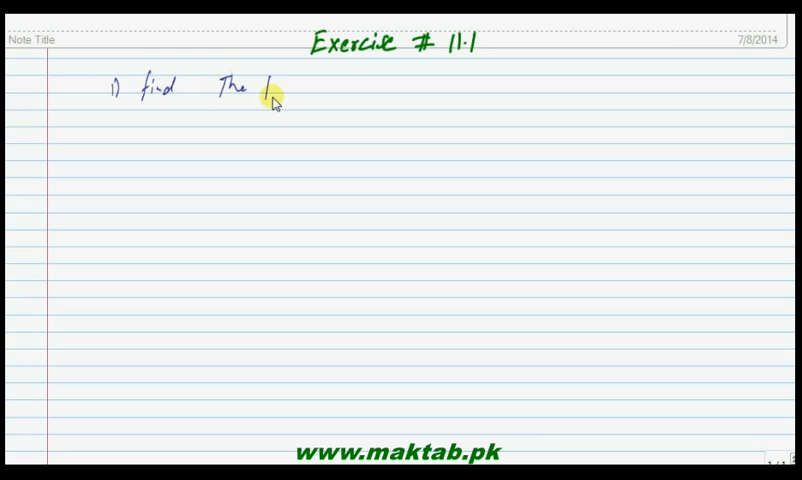 Exercise # 11.1
Note Title
7/8/2014
1) find The
www.maktab.pk